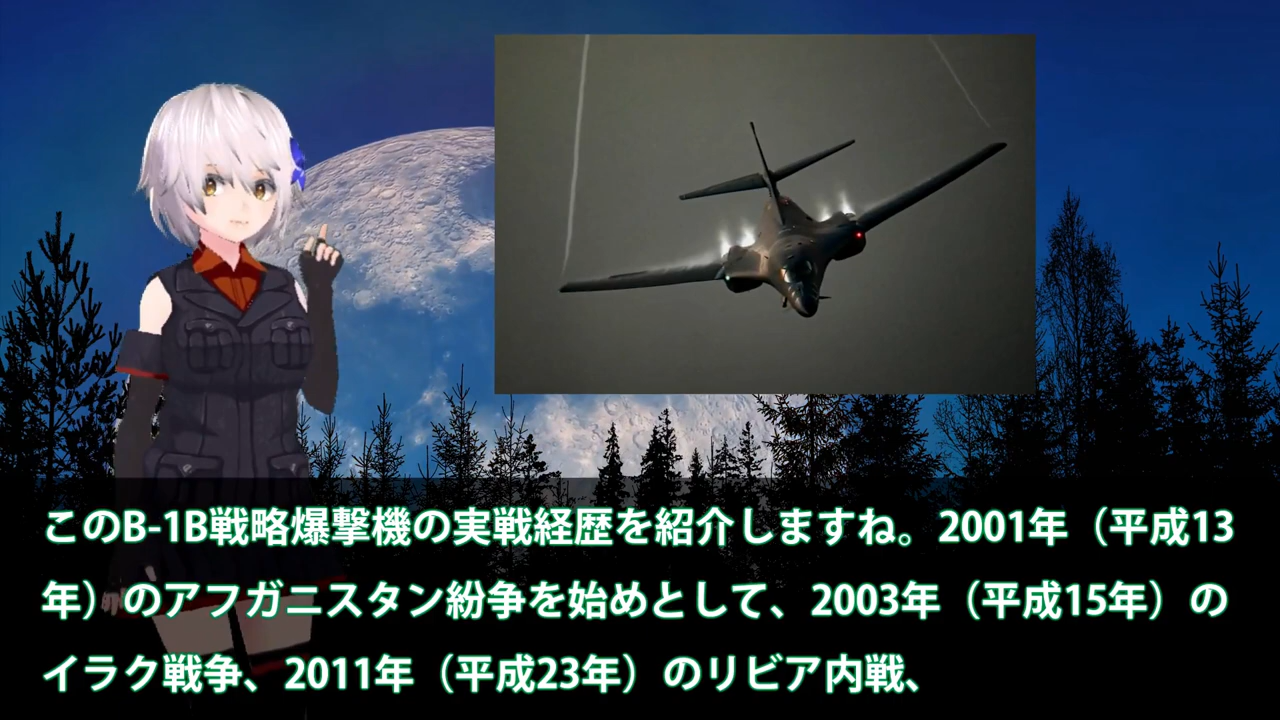 このB-1B戦略爆撃機の実戦経歴を紹介しますね。2001年（平成13
年）のアフガニスタン紛争を始めとして、2003年（平成15年）の
イラク戦争、2011年（平成23年）のリビア内戦、